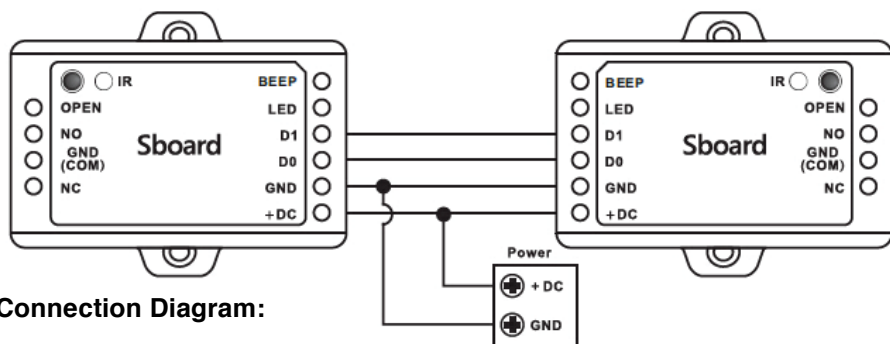 IR
BEEP
OPEN
LED
NO
D1
Sboard
GND
(COM)
D0
NC
GND
+DC
BEEP
IR
LED
OPEN
D1
NO
Sboard
D0
GND
(COM)
GND
NC
+DC
Power
+ DC
GND
Connection Diagram: